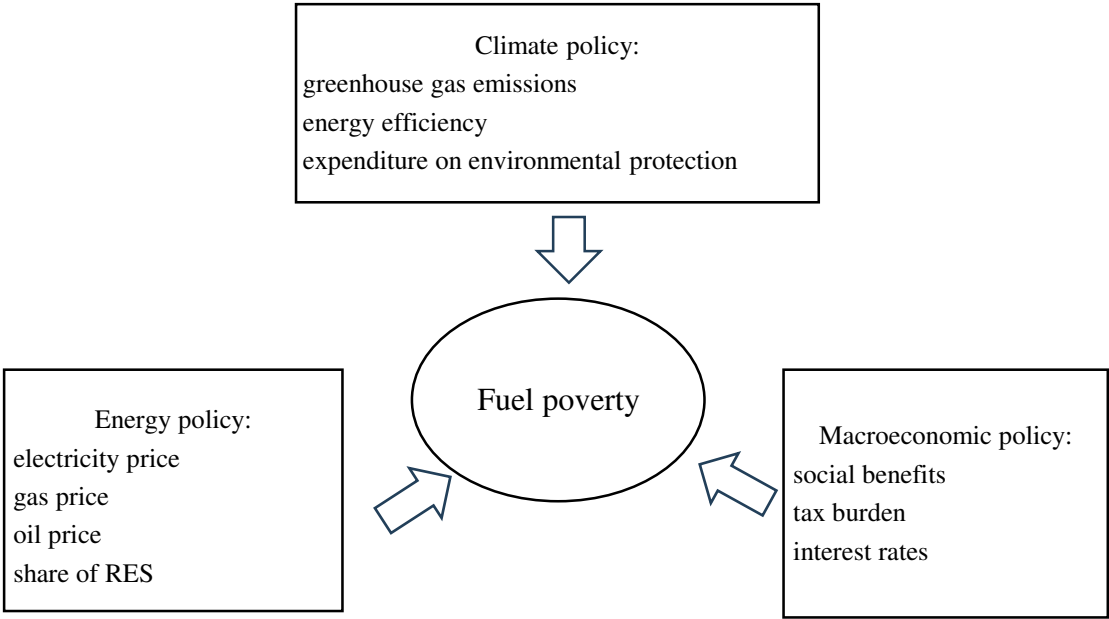 Climate policy:
greenhouse gas emissions
energy efficiency
expenditure on environmental protection
Fuel poverty
Energy policy:
electricity price
gas price
oil price
share of RES
Macroeconomic policy:
social benefits
tax burden
interest rates